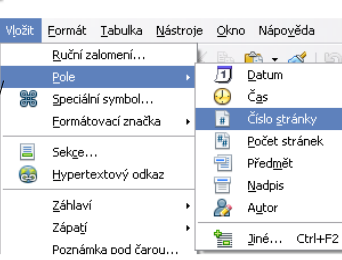 Vložit Formát Tabulka Nástroje Okno Nápověda
Ruční zalomení...
Pole
Speciální symbol...
Formátovací značka
Sekce...
Hypertextový odkaz
Záhlaví
Zápatí
Poznámka pod čarou...
Datum
Čas
Číslo stránky
Počet stránek
Předmět
Nadpis
Autor
Jiné... Ctrl+F2